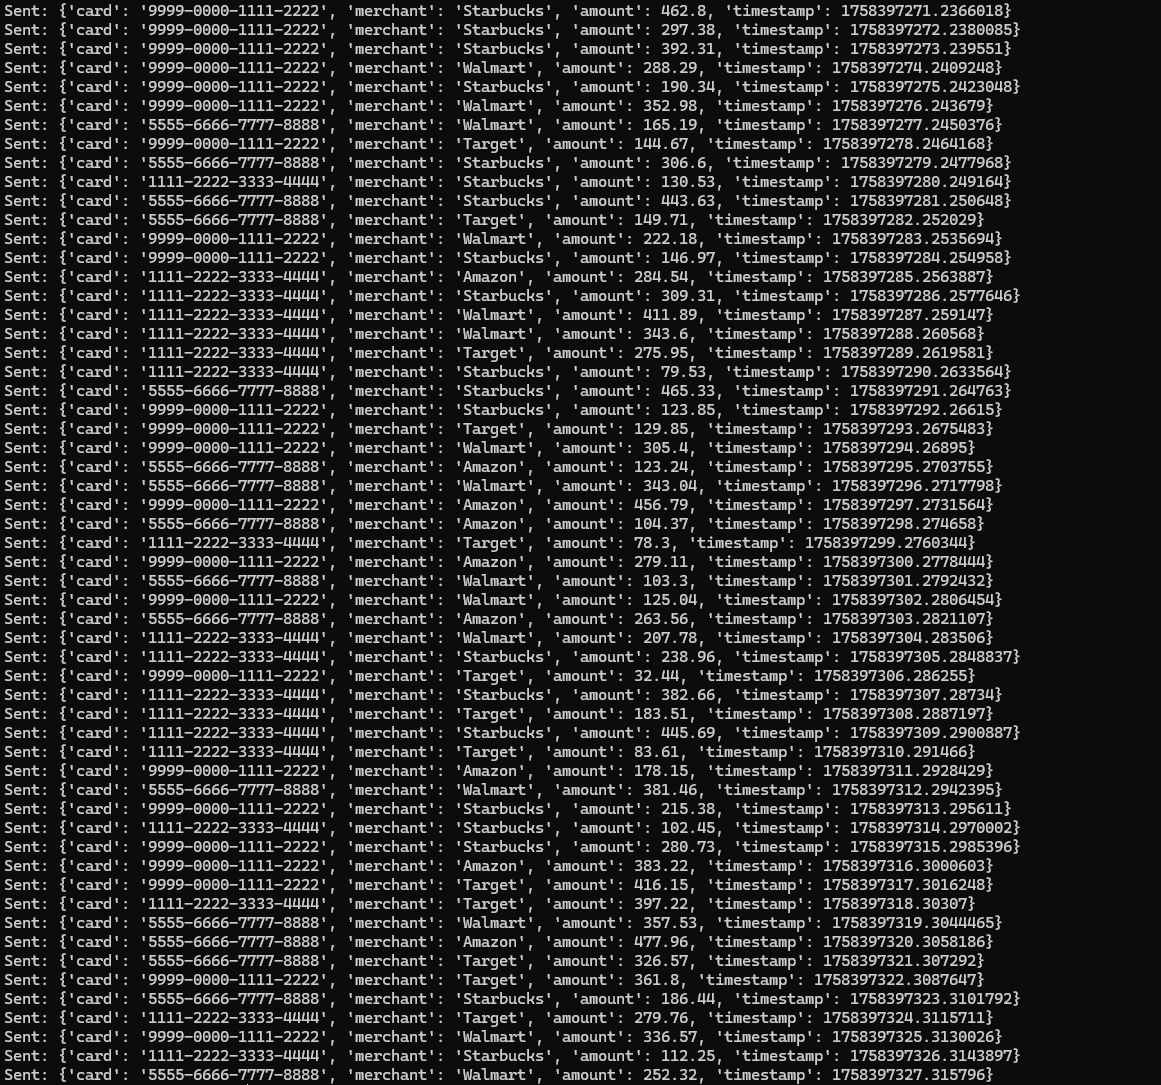 Sent: {'card': '9999-0000-1111-2222', 'merchant': 'Starbucks', 'amount': 462.8, 'timestamp': 1758397271.2366018}
Sent: {'card': '9999-0000-1111-2222', 'merchant': 'Starbucks', 'amount': 297.38, 'timestamp': 1758397272.2380085}
Sent: {'card': '9999-0000-1111-2222', 'merchant': 'Starbucks', 'amount': 392.31, 'timestamp': 1758397273.239551}
Sent: {'card': '9999-0000-1111-2222', 'merchant': 'Walmart', 'amount': 288.29, 'timestamp': 1758397274.2409248}
Sent: {'card': '9999-0000-1111-2222', 'merchant': 'Starbucks', 'amount': 190.34, 'timestamp': 1758397275.2423048}
Sent: {'card': '9999-0000-1111-2222', 'merchant': 'Walmart', 'amount': 352.98, 'timestamp': 1758397276.243679}
Sent: {'card': '5555-6666-7777-8888', 'merchant': 'Walmart', 'amount': 165.19, 'timestamp': 1758397277.2450376}
Sent: {'card': '9999-0000-1111-2222', 'merchant': 'Target', 'amount': 144.67, 'timestamp': 1758397278.2464168}
Sent: {'card': '5555-6666-7777-8888', 'merchant': 'Starbucks', 'amount': 306.6, 'timestamp': 1758397279.2477968}
Sent: {'card': '1111-2222-3333-4444', 'merchant': 'Starbucks', 'amount': 130.53, 'timestamp': 1758397280.249164}
Sent: {'card': '5555-6666-7777-8888', 'merchant': 'Starbucks', 'amount': 443.63, 'timestamp': 1758397281.250648}
Sent: {'card': '5555-6666-7777-8888', 'merchant': 'Target', 'amount': 149.71, 'timestamp': 1758397282.252029}
Sent: {'card': '9999-0000-1111-2222', 'merchant': 'Walmart', 'amount': 222.18, 'timestamp': 1758397283.2535694}
Sent: {'card': '9999-0000-1111-2222', 'merchant': 'Starbucks', 'amount': 146.97, 'timestamp': 1758397284.254958}
Sent: {'card': '1111-2222-3333-4444', 'merchant': 'Amazon', 'amount': 284.54, 'timestamp': 1758397285.2563887}
Sent: {'card': '1111-2222-3333-4444', 'merchant': 'Starbucks', 'amount': 309.31, 'timestamp': 1758397286.2577646}
Sent: {'card': '1111-2222-3333-4444', 'merchant': 'Walmart', 'amount': 411.89, 'timestamp': 1758397287.259147}
Sent: {'card': '1111-2222-3333-4444', 'merchant': 'Walmart', 'amount': 343.6, 'timestamp': 1758397288.260568}
Sent: {'card': '1111-2222-3333-4444', 'merchant': 'Target', 'amount': 275.95, 'timestamp': 1758397289.2619581}
Sent: {'card': '1111-2222-3333-4444', 'merchant': 'Starbucks', 'amount': 79.53, 'timestamp': 1758397290.2633564}
Sent: {'card': '5555-6666-7777-8888', 'merchant': 'Starbucks', 'amount': 465.33, 'timestamp': 1758397291.264763}
Sent: {'card': '9999-0000-1111-2222', 'merchant': 'Starbucks', 'amount': 123.85, 'timestamp': 1758397292.26615}
Sent: {'card': '9999-0000-1111-2222', 'merchant': 'Target', 'amount': 129.85, 'timestamp': 1758397293.2675483}
Sent: {'card': '9999-0000-1111-2222', 'merchant': 'Walmart', 'amount': 305.4, 'timestamp': 1758397294.26895}
Sent: {'card': '5555-6666-7777-8888', 'merchant': 'Amazon', 'amount': 123.24, 'timestamp': 1758397295.2703755}
Sent: {'card': '5555-6666-7777-8888', 'merchant': 'Walmart', 'amount': 343.04, 'timestamp': 1758397296.2717798}
Sent: {'card': '9999-0000-1111-2222', 'merchant': 'Amazon', 'amount': 456.79, 'timestamp': 1758397297.2731564}
Sent: {'card': '5555-6666-7777-8888', 'merchant': 'Amazon', 'amount': 104.37, 'timestamp': 1758397298.274658}
Sent: {'card': '1111-2222-3333-4444', 'merchant': 'Target', 'amount': 78.3, 'timestamp': 1758397299.2760344}
Sent: {'card': '9999-0000-1111-2222', 'merchant': 'Amazon', 'amount': 279.11, 'timestamp': 1758397300.2778444}
Sent: {'card': '5555-6666-7777-8888', 'merchant': 'Walmart', 'amount': 103.3, 'timestamp': 1758397301.2792432}
Sent: {'card': '9999-0000-1111-2222', 'merchant': 'Walmart', 'amount': 125.04, 'timestamp': 1758397302.2806454}
Sent: {'card': '5555-6666-7777-8888', 'merchant': 'Amazon', 'amount': 263.56, 'timestamp': 1758397303.2821107}
Sent: {'card': '1111-2222-3333-4444', 'merchant': 'Walmart', 'amount': 207.78, 'timestamp': 1758397304.283506}
Sent: {'card': '1111-2222-3333-4444', 'merchant': 'Starbucks', 'amount': 238.96, 'timestamp': 1758397305.2848837}
Sent: {'card': '9999-0000-1111-2222', 'merchant': 'Target', 'amount': 32.44, 'timestamp': 1758397306.286255}
Sent: {'card': '1111-2222-3333-4444', 'merchant': 'Starbucks', 'amount': 382.66, 'timestamp': 1758397307.28734}
Sent: {'card': '1111-2222-3333-4444', 'merchant': 'Target', 'amount': 183.51, 'timestamp': 1758397308.2887197}
Sent: {'card': '1111-2222-3333-4444', 'merchant': 'Starbucks', 'amount': 445.69, 'timestamp': 1758397309.2900887}
Sent: {'card': '1111-2222-3333-4444', 'merchant': 'Target', 'amount': 83.61, 'timestamp': 1758397310.291466}
Sent: {'card': '9999-0000-1111-2222', 'merchant': 'Amazon', 'amount': 178.15, 'timestamp': 1758397311.2928429}
Sent: {'card': '5555-6666-7777-8888', 'merchant': 'Walmart', 'amount': 381.46, 'timestamp': 1758397312.2942395}
Sent: {'card': '9999-0000-1111-2222', 'merchant': 'Starbucks', 'amount': 215.38, 'timestamp': 1758397313.295611}
Sent: {'card': '1111-2222-3333-4444', 'merchant': 'Starbucks', 'amount': 102.45, 'timestamp': 1758397314.2970002}
Sent: {'card': '9999-0000-1111-2222', 'merchant': 'Starbucks', 'amount': 280.73, 'timestamp': 1758397315.2985396}
Sent: {'card': '9999-0000-1111-2222', 'merchant': 'Amazon', 'amount': 383.22, 'timestamp': 1758397316.3000603}
Sent: {'card': '9999-0000-1111-2222', 'merchant': 'Target', 'amount': 416.15, 'timestamp': 1758397317.3016248}
Sent: {'card': '1111-2222-3333-4444', 'merchant': 'Target', 'amount': 397.22, 'timestamp': 1758397318.30307}
Sent: {'card': '5555-6666-7777-8888', 'merchant': 'Walmart', 'amount': 357.53, 'timestamp': 1758397319.3044465}
Sent: {'card': '5555-6666-7777-8888', 'merchant': 'Amazon', 'amount': 477.96, 'timestamp': 1758397320.3058186}
Sent: {'card': '5555-6666-7777-8888', 'merchant': 'Target', 'amount': 326.57, 'timestamp': 1758397321.307292}
Sent: {'card': '9999-0000-1111-2222', 'merchant': 'Target', 'amount': 361.8, 'timestamp': 1758397322.3087647}
Sent: {'card': '5555-6666-7777-8888', 'merchant': 'Starbucks', 'amount': 186.44, 'timestamp': 1758397323.3101792}
Sent: {'card': '1111-2222-3333-4444', 'merchant': 'Target', 'amount': 279.76, 'timestamp': 1758397324.3115711}
Sent: {'card': '9999-0000-1111-2222', 'merchant': 'Walmart', 'amount': 336.57, 'timestamp': 1758397325.3130026}
Sent: {'card': '1111-2222-3333-4444', 'merchant': 'Starbucks', 'amount': 112.25, 'timestamp': 1758397326.3143897}
Sent: {'card': '5555-6666-7777-8888', 'merchant': 'Walmart', 'amount': 252.32, 'timestamp': 1758397327.315796}